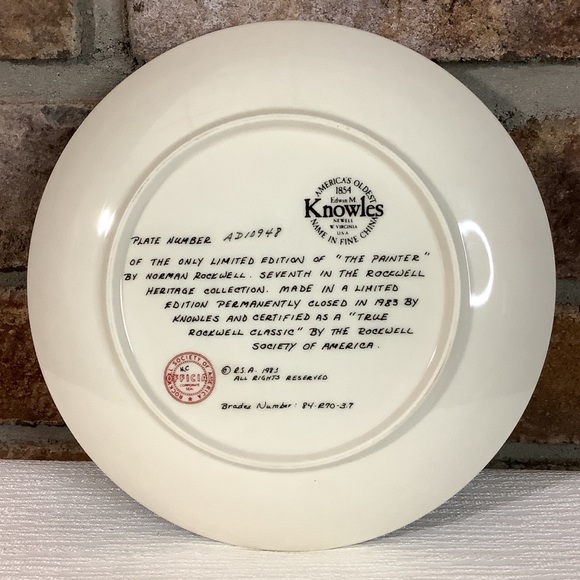 AMERICA'S OLDEST
1854
Edwin M.
Knowles
NEWELL
W. VIRGINIA
U.S.A
NAME IN FINE CHINA
PLATE NUMBER AD10948
OF THE ONLY LIMITED EDITION OF "THE PAINTER"
BY NORMAN ROCKWELL. SEVENTH IN THE ROCKWELL
HERITAGE COLLECTION. MADE IN A LIMITED
EDITION PERMANENTLY CLOSED IN 1983 BY
KNOWLES AND CERTIFIED AS A "TRUE
ROCKWELL CLASSIC" BY THE ROCKWELL
SOCIETY OF AMERICA.
ROCKWELL SOCIETY OF AMERICA
OFFICIAL
CORPORATE
SEAL
© R.S.A. 1983
ALL RIGHTS RESERVED
Bradex Number: 84-R70-3.7